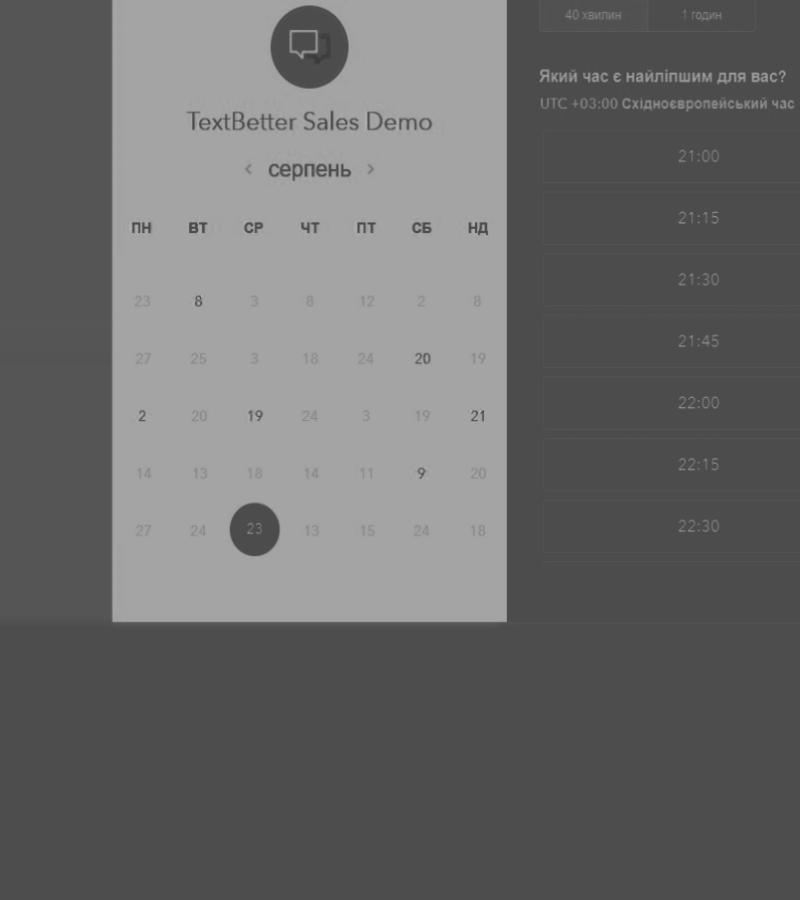 40 хвилин 1 годин
TextBetter Sales Demo
серпень
ПН ВТ СР ЧТ ПТ СБ НД
23 8 3 8 12 2 8
27 25 3 18 24 20 19
2 20 19 24 3 19 21
14 13 18 14 11 9 20
27 24 23 13 15 24 18
Який час є найліпшим для вас?
UTC +03:00 Східноєвропейський час
21:00
21:15
21:30
21:45
22:00
22:15
22:30